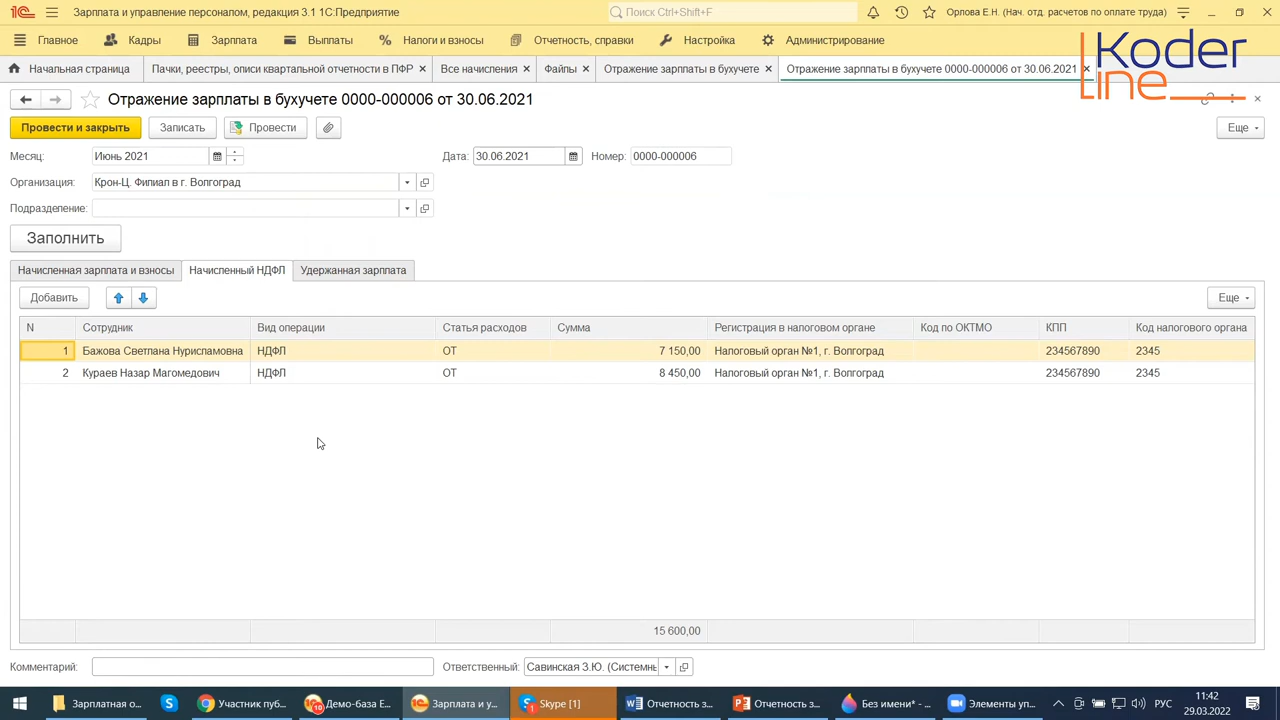 Зарплата и управление персоналом, редакция 3.1 1С:Предприятие
Поиск Ctrl+Shift+F
Орлова Е.Н. (Нач. отд. расчетов по оплате труда)
Главное Кадры Зарплата Выплаты Налоги и взносы Отчетность, справки Настройка Администрирование
Koder
line
Начальная страница Пачки, реестры, описи квартальной отчетности ПФР Все Файлы Отражение зарплаты в бухучете Отражение зарплаты в бухучете 0000-000006 от 30.06.2021
Отражение зарплаты в бухучете 0000-000006 от 30.06.2021
Провести и закрыть Записать Провести Еще
Месяц: Июнь 2021 Дата: 30.06.2021 Номер: 0000-000006
Организация: Крон-Ц. Филиал в г. Волгоград
Подразделение:
Заполнить
Начисленная зарплата и взносы Начисленный НДФЛ Удержанная зарплата
Добавить Еще
N Сотрудник Вид операции Статья расходов Сумма Регистрация в налоговом органе Код по ОКТМО КПП Код налогового органа
1 Бажова Светлана Нурисламовна НДФЛ ОТ 7 150,00 Налоговый орган №1, г. Волгоград 234567890 2345
2 Кураев Назар Магомедович НДФЛ ОТ 8 450,00 Налоговый орган №1, г. Волгоград 234567890 2345
15 600,00
Комментарий: Ответственный: Савинская З.Ю. (Системнь
Зарплатная о... Участник пуб... Демо-база Е... Зарплата и у... Skype [1] Отчетность з... Отчетность з... Без имени* - ... Элементы уп... РУС 11:42
29.03.2022